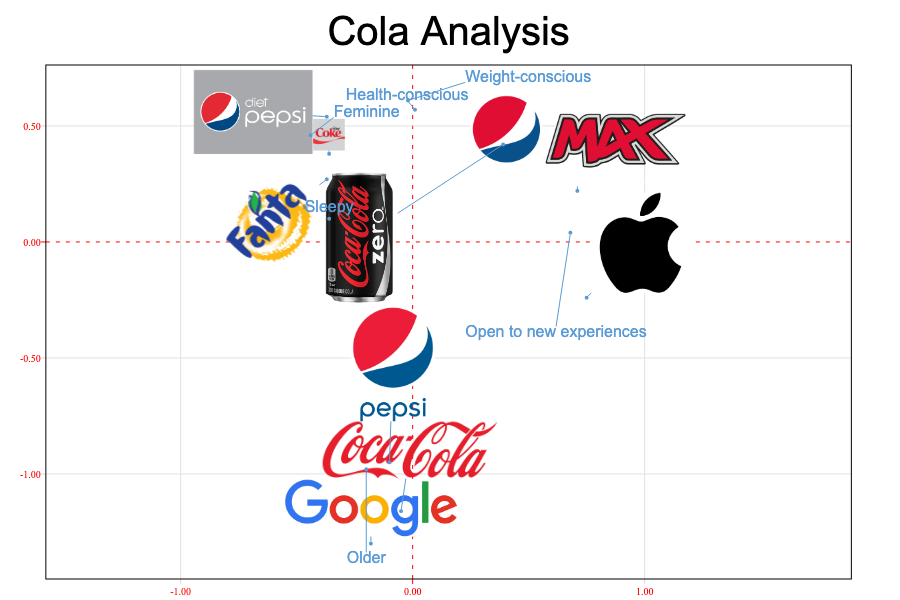 Cola Analysis
Weight-conscious
Health-conscious
Feminine
diet
pepsi
Coke
MAX
0.50
Fanta
Sleepy
Coca-Cola
zero
0.00
Open to new experiences
-0.50
pepsi
Coca-Cola
-1.00
Google
Older
-1.00
0.00
1.00